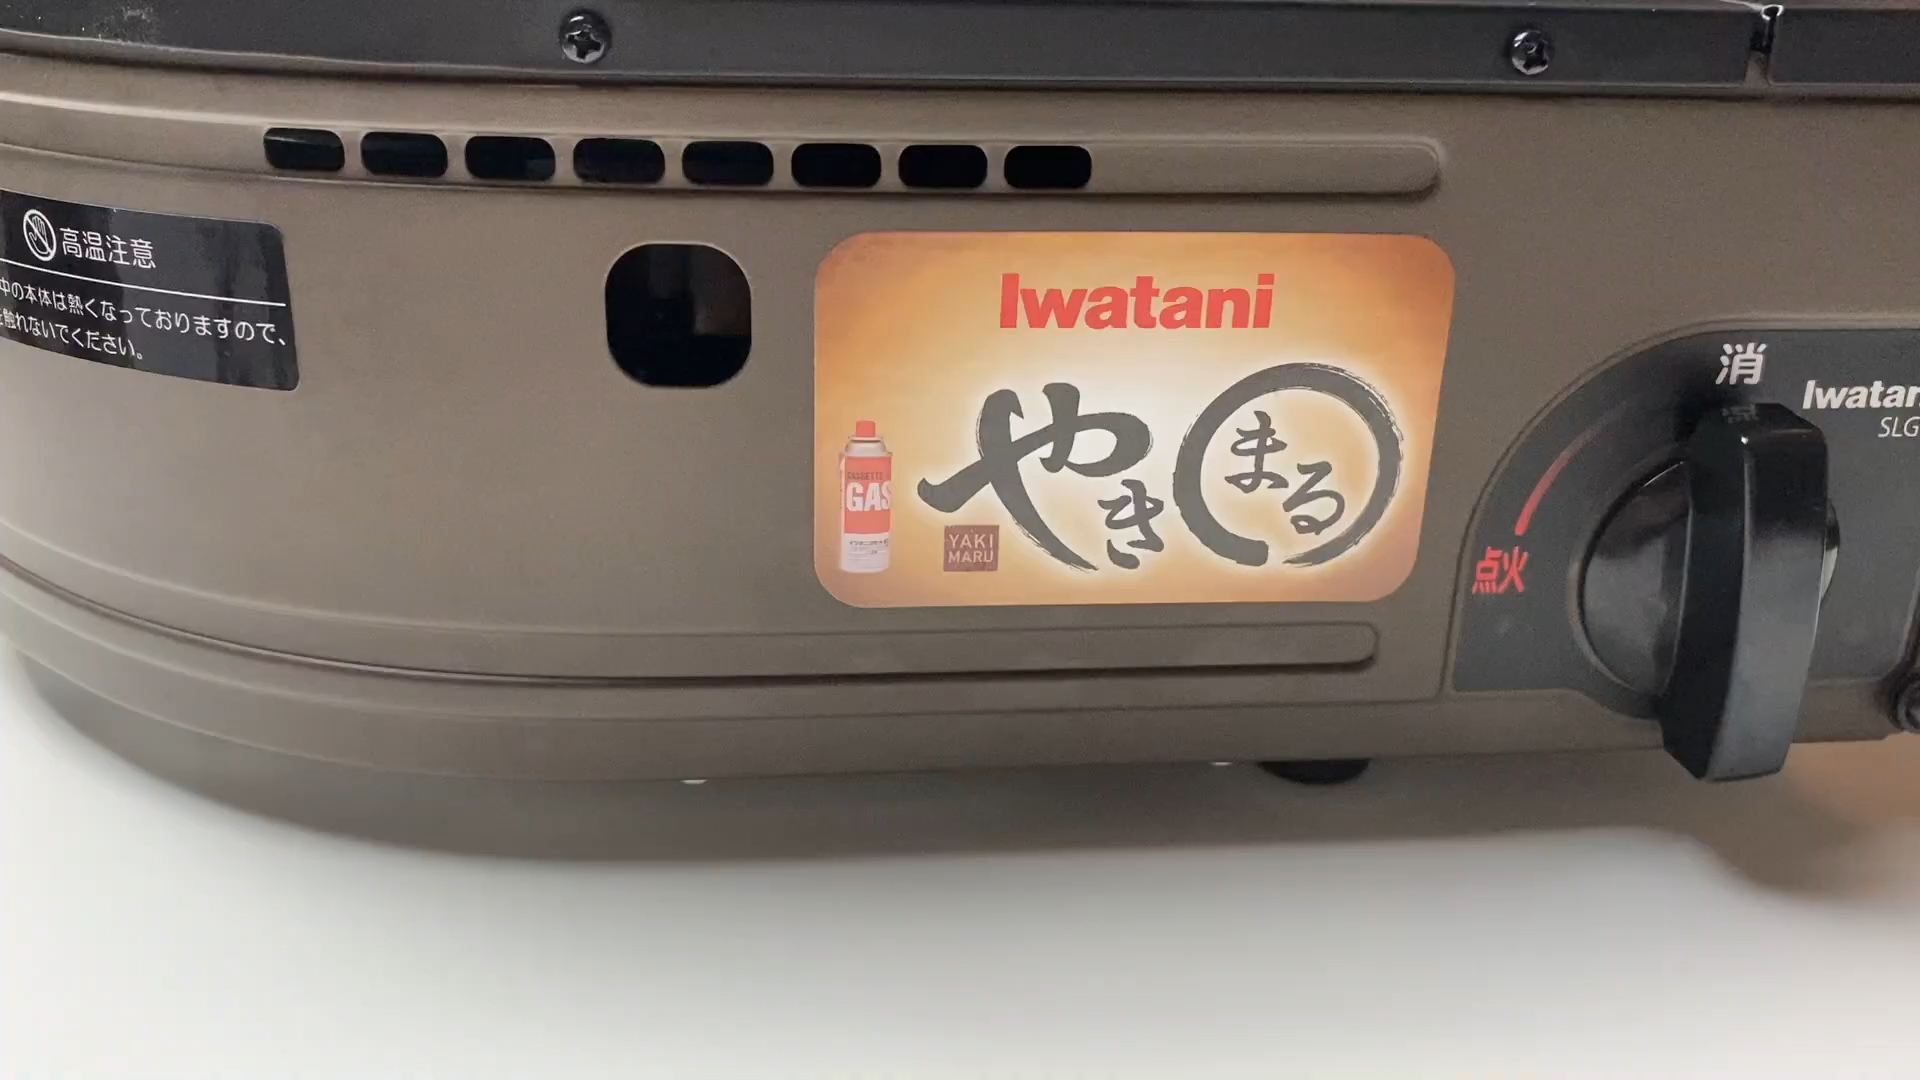 高温注意
中の本体は熱くなっておりますので、
触れないでください。
Iwatani
やき
まる
GAS
YAKI
MARU
消
点火
SLG